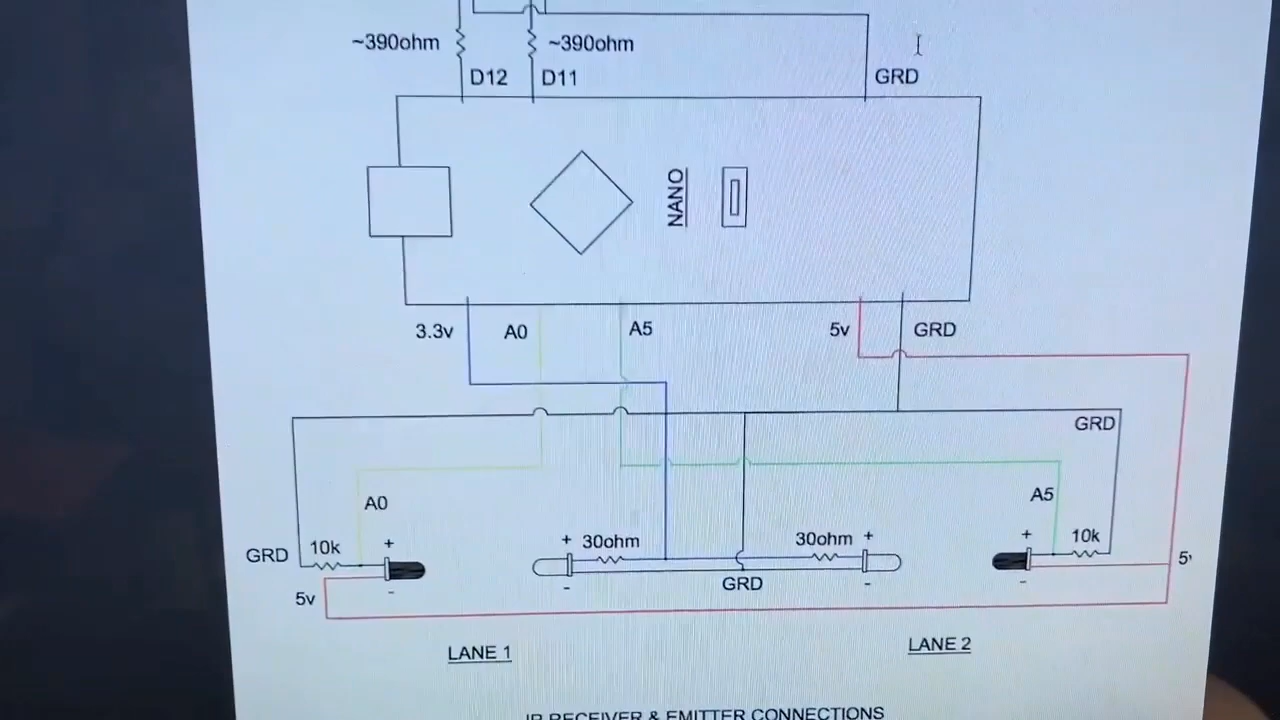 ~390ohm
~390ohm
D12
D11
GRD
NANO
3.3v
A0
A5
5v
GRD
GRD
A0
A5
GRD
10k
+
-
5v
+
30ohm
-
30ohm
+
-
GRD
+
10k
-
LANE 1
LANE 2
IR RECEIVER & EMITTER CONNECTIONS